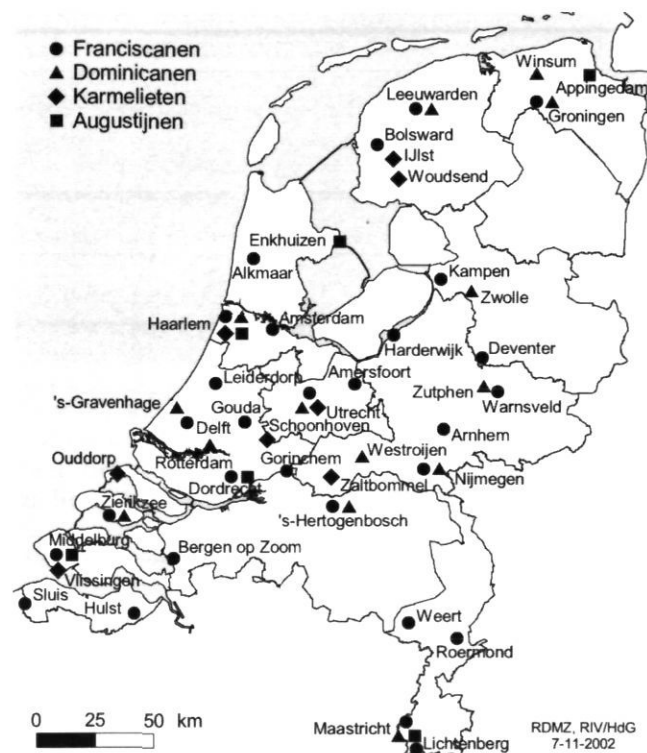 Franciscanen
Dominicanen
Karmelieten
Augustijnen
Winsum
Appingedam
Leeuwarden
Groningen
Bolsward
IJlst
Woudsend
Enkhuizen
Alkmaar
Kampen
Zwolle
Haarlem
Amsterdam
Harderwijk
Deventer
Leiderdorp
Amersfoort
Zutphen
's-Gravenhage
Gouda
Utrecht
Warnsveld
Delft
Schoonhoven
Arnhem
Westroijen
Rotterdam
Gorinchem
Ouddorp
Dordrecht
Zaltbommel
Nijmegen
Zierikzee
's-Hertogenbosch
Middelburg
Bergen op Zoom
Vlissingen
Sluis
Hulst
Weert
Roermond
0 25 50 km
Maastricht
Lichtenberg
RDMZ, RIV/HdG
7-11-2002